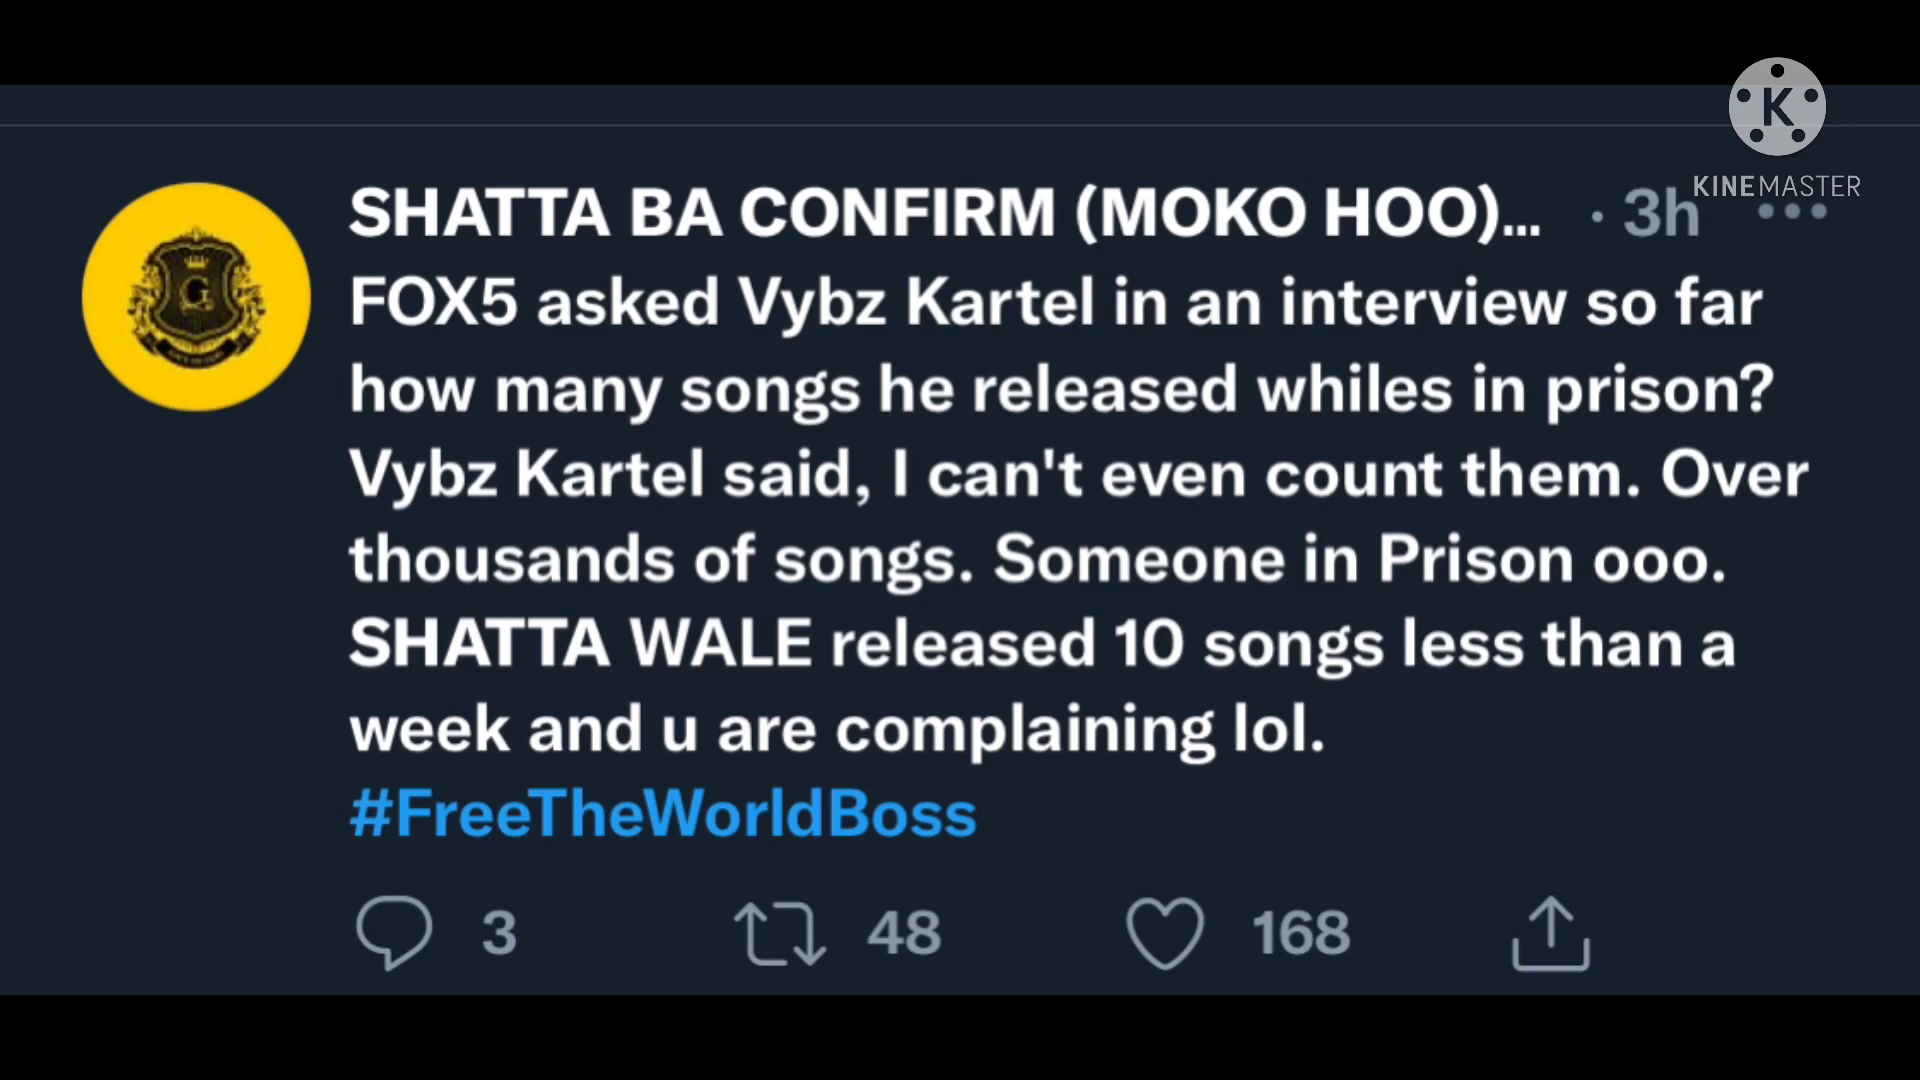 K
KINEMASTER
SHATTA BA CONFIRM (MOKO HOO)... · 3h
FOX5 asked Vybz Kartel in an interview so far
how many songs he released whiles in prison?
Vybz Kartel said, I can't even count them. Over
thousands of songs. Someone in Prison ooo.
SHATTA WALE released 10 songs less than a
week and u are complaining lol.
#FreeTheWorldBoss
3 48 168
G